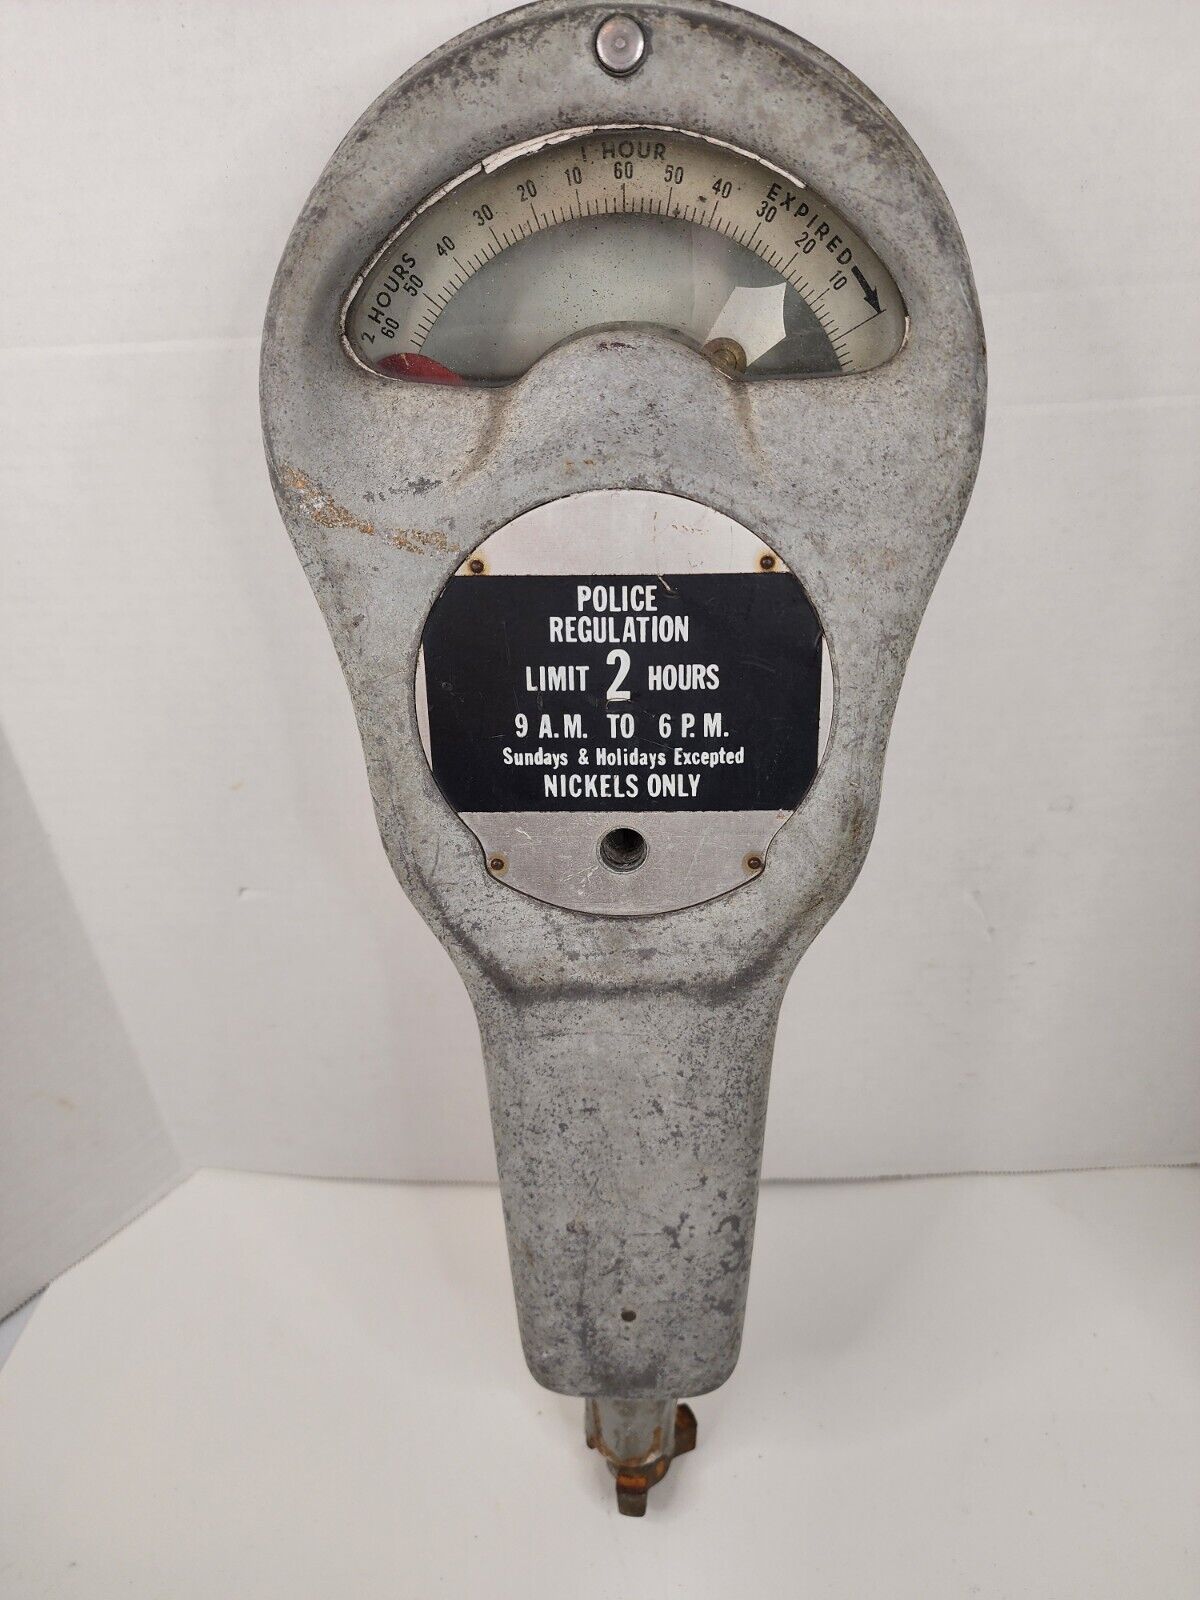 1 HOUR
2 HOURS
EXPIRED
60 50 40 30 20 10 60 50 40 30 20 10
POLICE
REGULATION
LIMIT 2 HOURS
9 A.M. TO 6 P.M.
Sundays & Holidays Excepted
NICKELS ONLY